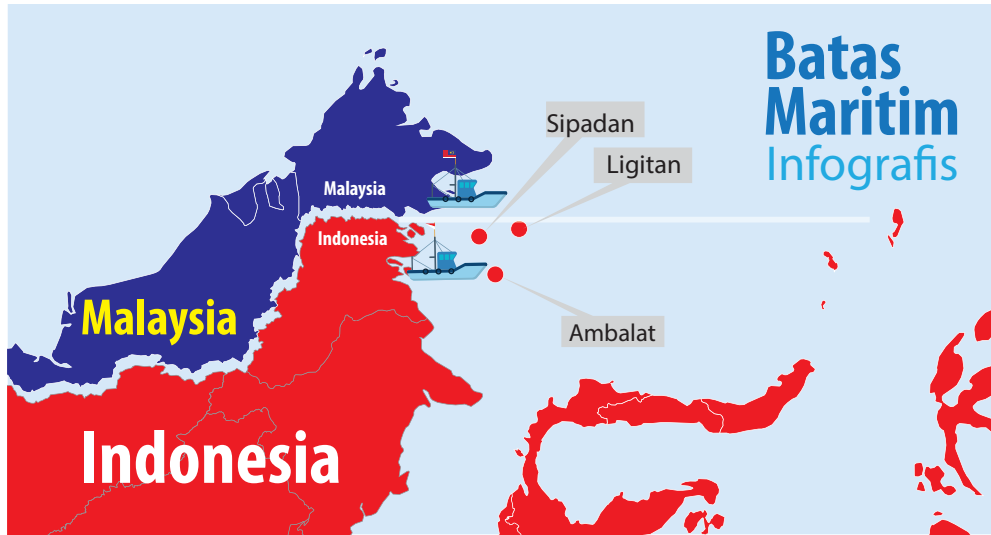 Batas
Maritim
Infografis
Sipadan
Ligitan
Malaysia
Indonesia
Malaysia
Ambalat
Indonesia